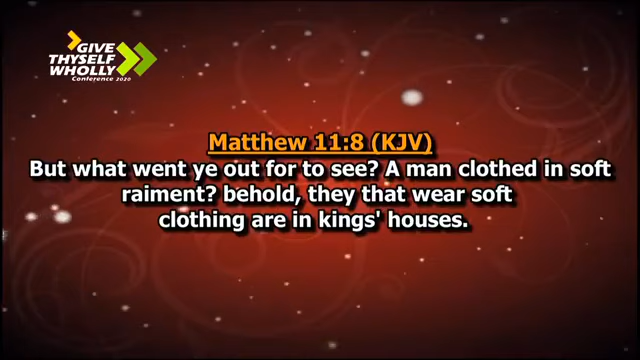 GIVE
THYSELF
WHOLLY
Conference 2020
Matthew 11:8 (KJV)
But what went ye out for to see? A man clothed in soft
raiment? behold, they that wear soft
clothing are in kings' houses.